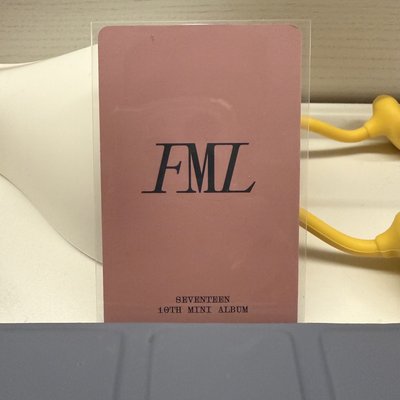 FML
SEVENTEEN
10TH MINI ALBUM